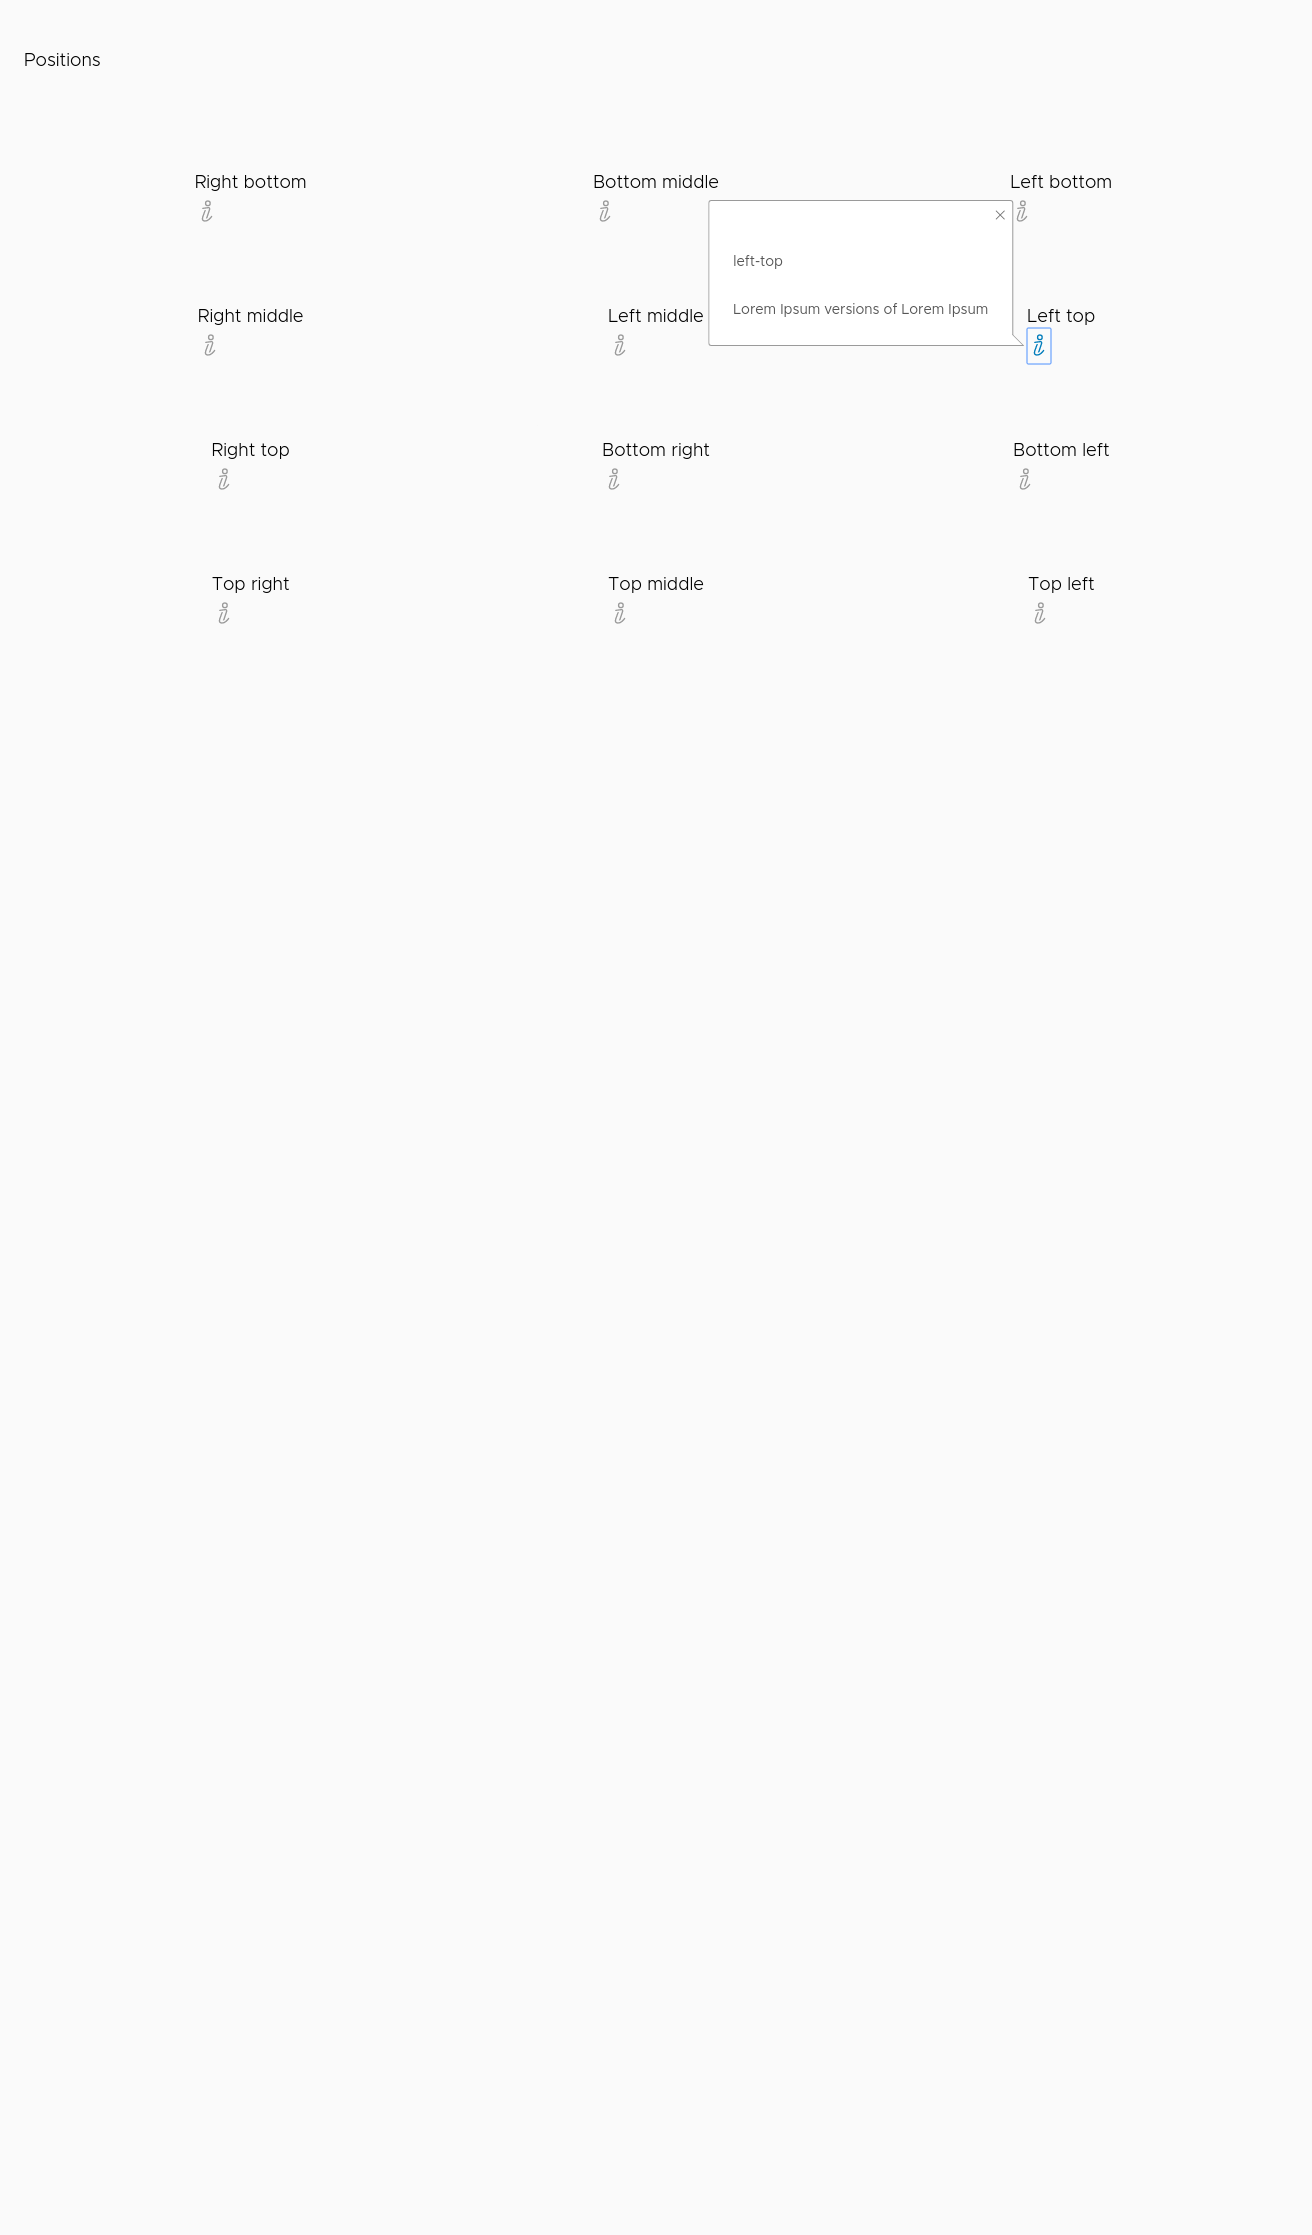 Positions
Right bottom
Bottom middle
Left bottom
left-top
Lorem Ipsum versions of Lorem Ipsum
Right middle
Left middle
Left top
Right top
Bottom right
Bottom left
Top right
Top middle
Top left